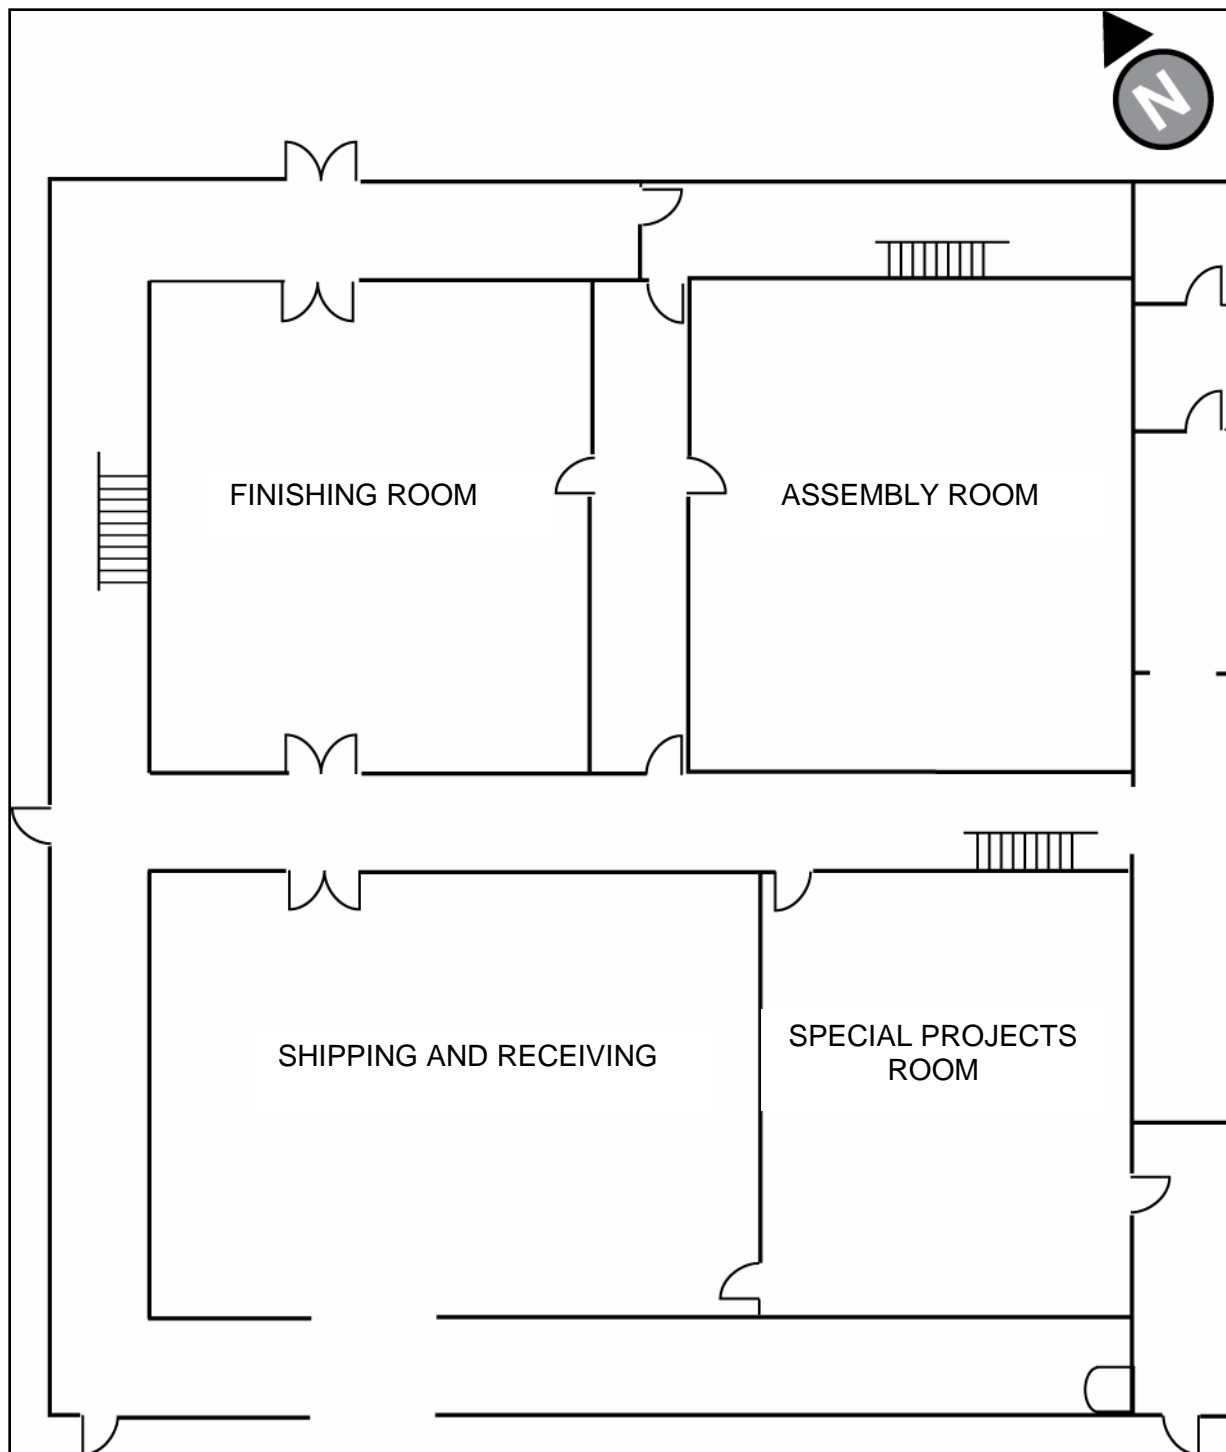 N
FINISHING ROOM
ASSEMBLY ROOM
SHIPPING AND RECEIVING
SPECIAL PROJECTS
ROOM